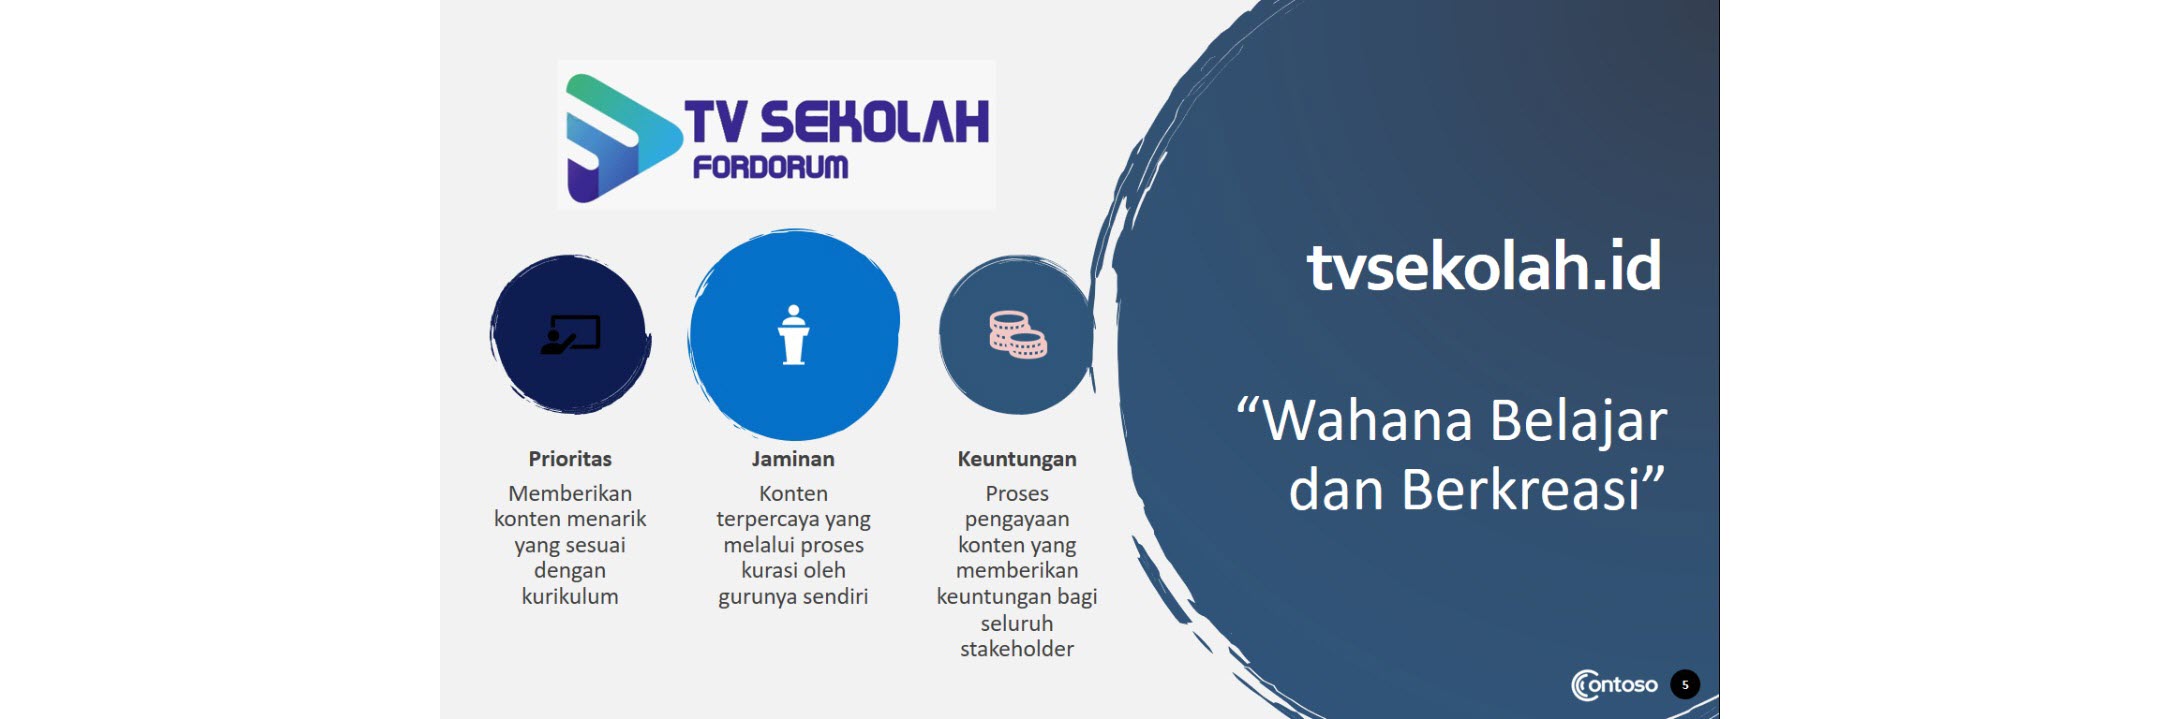 TV SEKOLAH
FORDORUM
Prioritas
Memberikan
konten menarik
yang sesuai
dengan
kurikulum
Jaminan
Konten
terpercaya yang
melalui proses
kurasi oleh
gurunya sendiri
Keuntungan
Proses
pengayaan
konten yang
memberikan
keuntungan bagi
seluruh
stakeholder
tvsekolah.id
“Wahana Belajar
dan Berkreasi”
Contoso
5